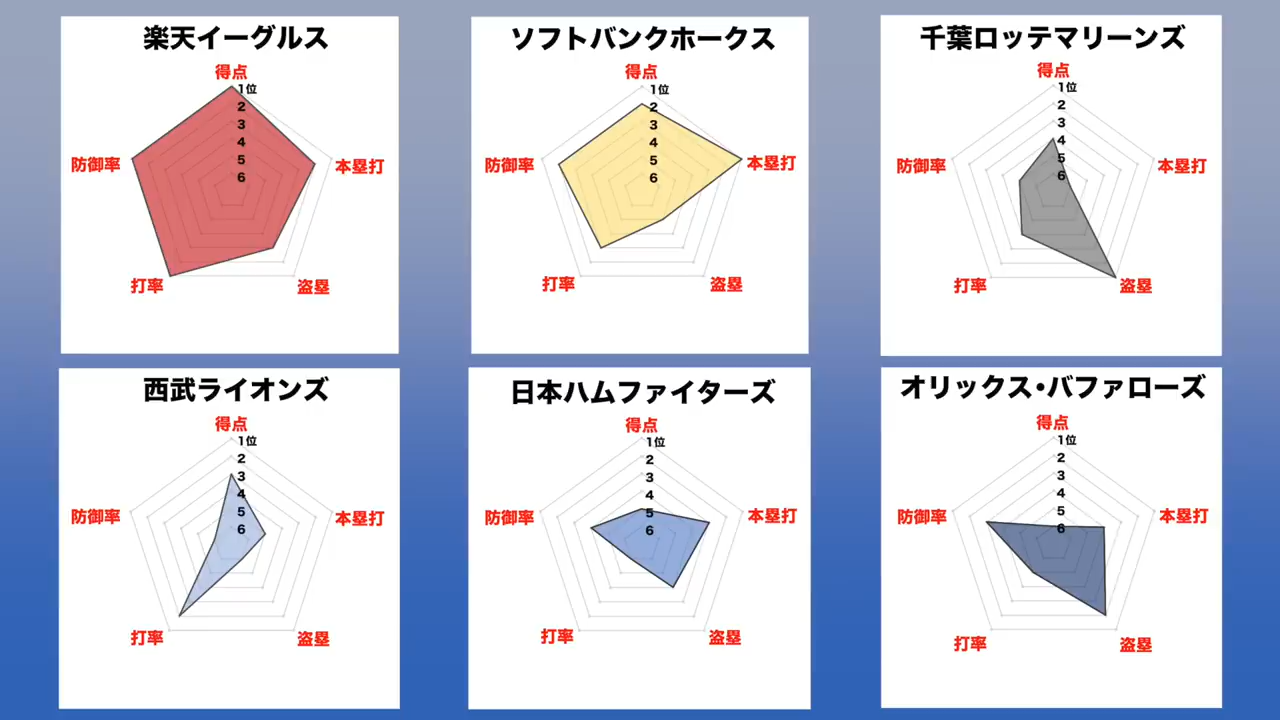 楽天イーグルス
得点
1位
2
3
4
5
6
防御率
本塁打
打率
盗塁
ソフトバンクホークス
得点
1位
2
3
4
5
6
防御率
本塁打
打率
盗塁
千葉ロッテマリーンズ
得点
1位
2
3
4
5
6
防御率
本塁打
打率
盗塁
西武ライオンズ
得点
1位
2
3
4
5
6
防御率
本塁打
打率
盗塁
日本ハムファイターズ
得点
1位
2
3
4
5
6
防御率
本塁打
打率
盗塁
オリックス・バファローズ
得点
1位
2
3
4
5
6
防御率
本塁打
打率
盗塁